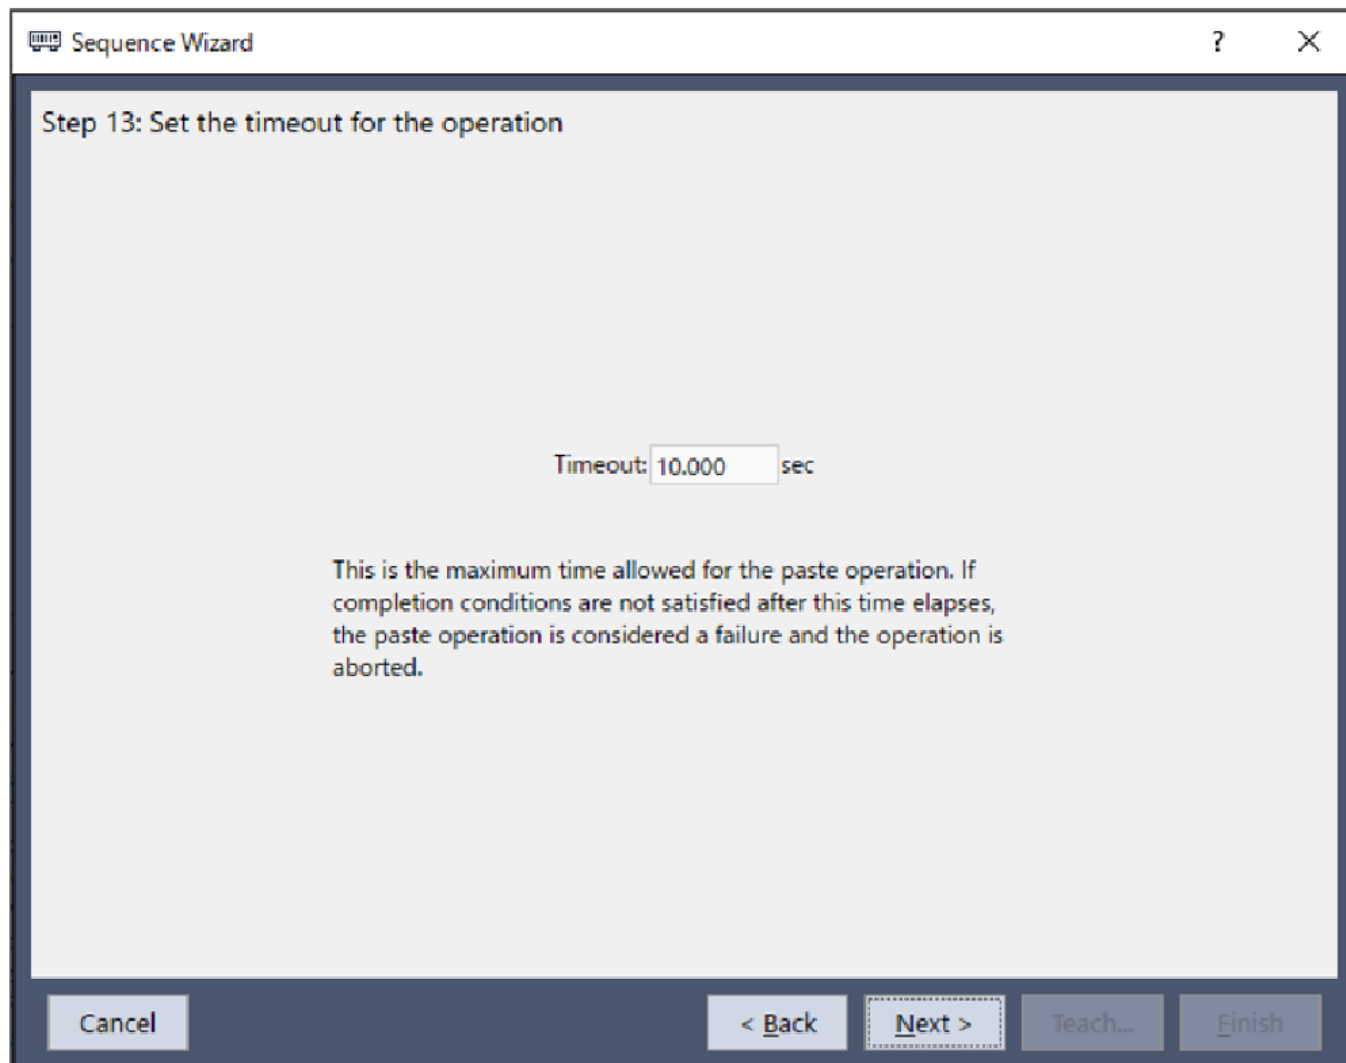 Sequence Wizard
?
Step 13: Set the timeout for the operation
Timeout: 10.000 sec
This is the maximum time allowed for the paste operation. If
completion conditions are not satisfied after this time elapses,
the paste operation is considered a failure and the operation is
aborted.
Cancel < Back Next > Teach... Finish